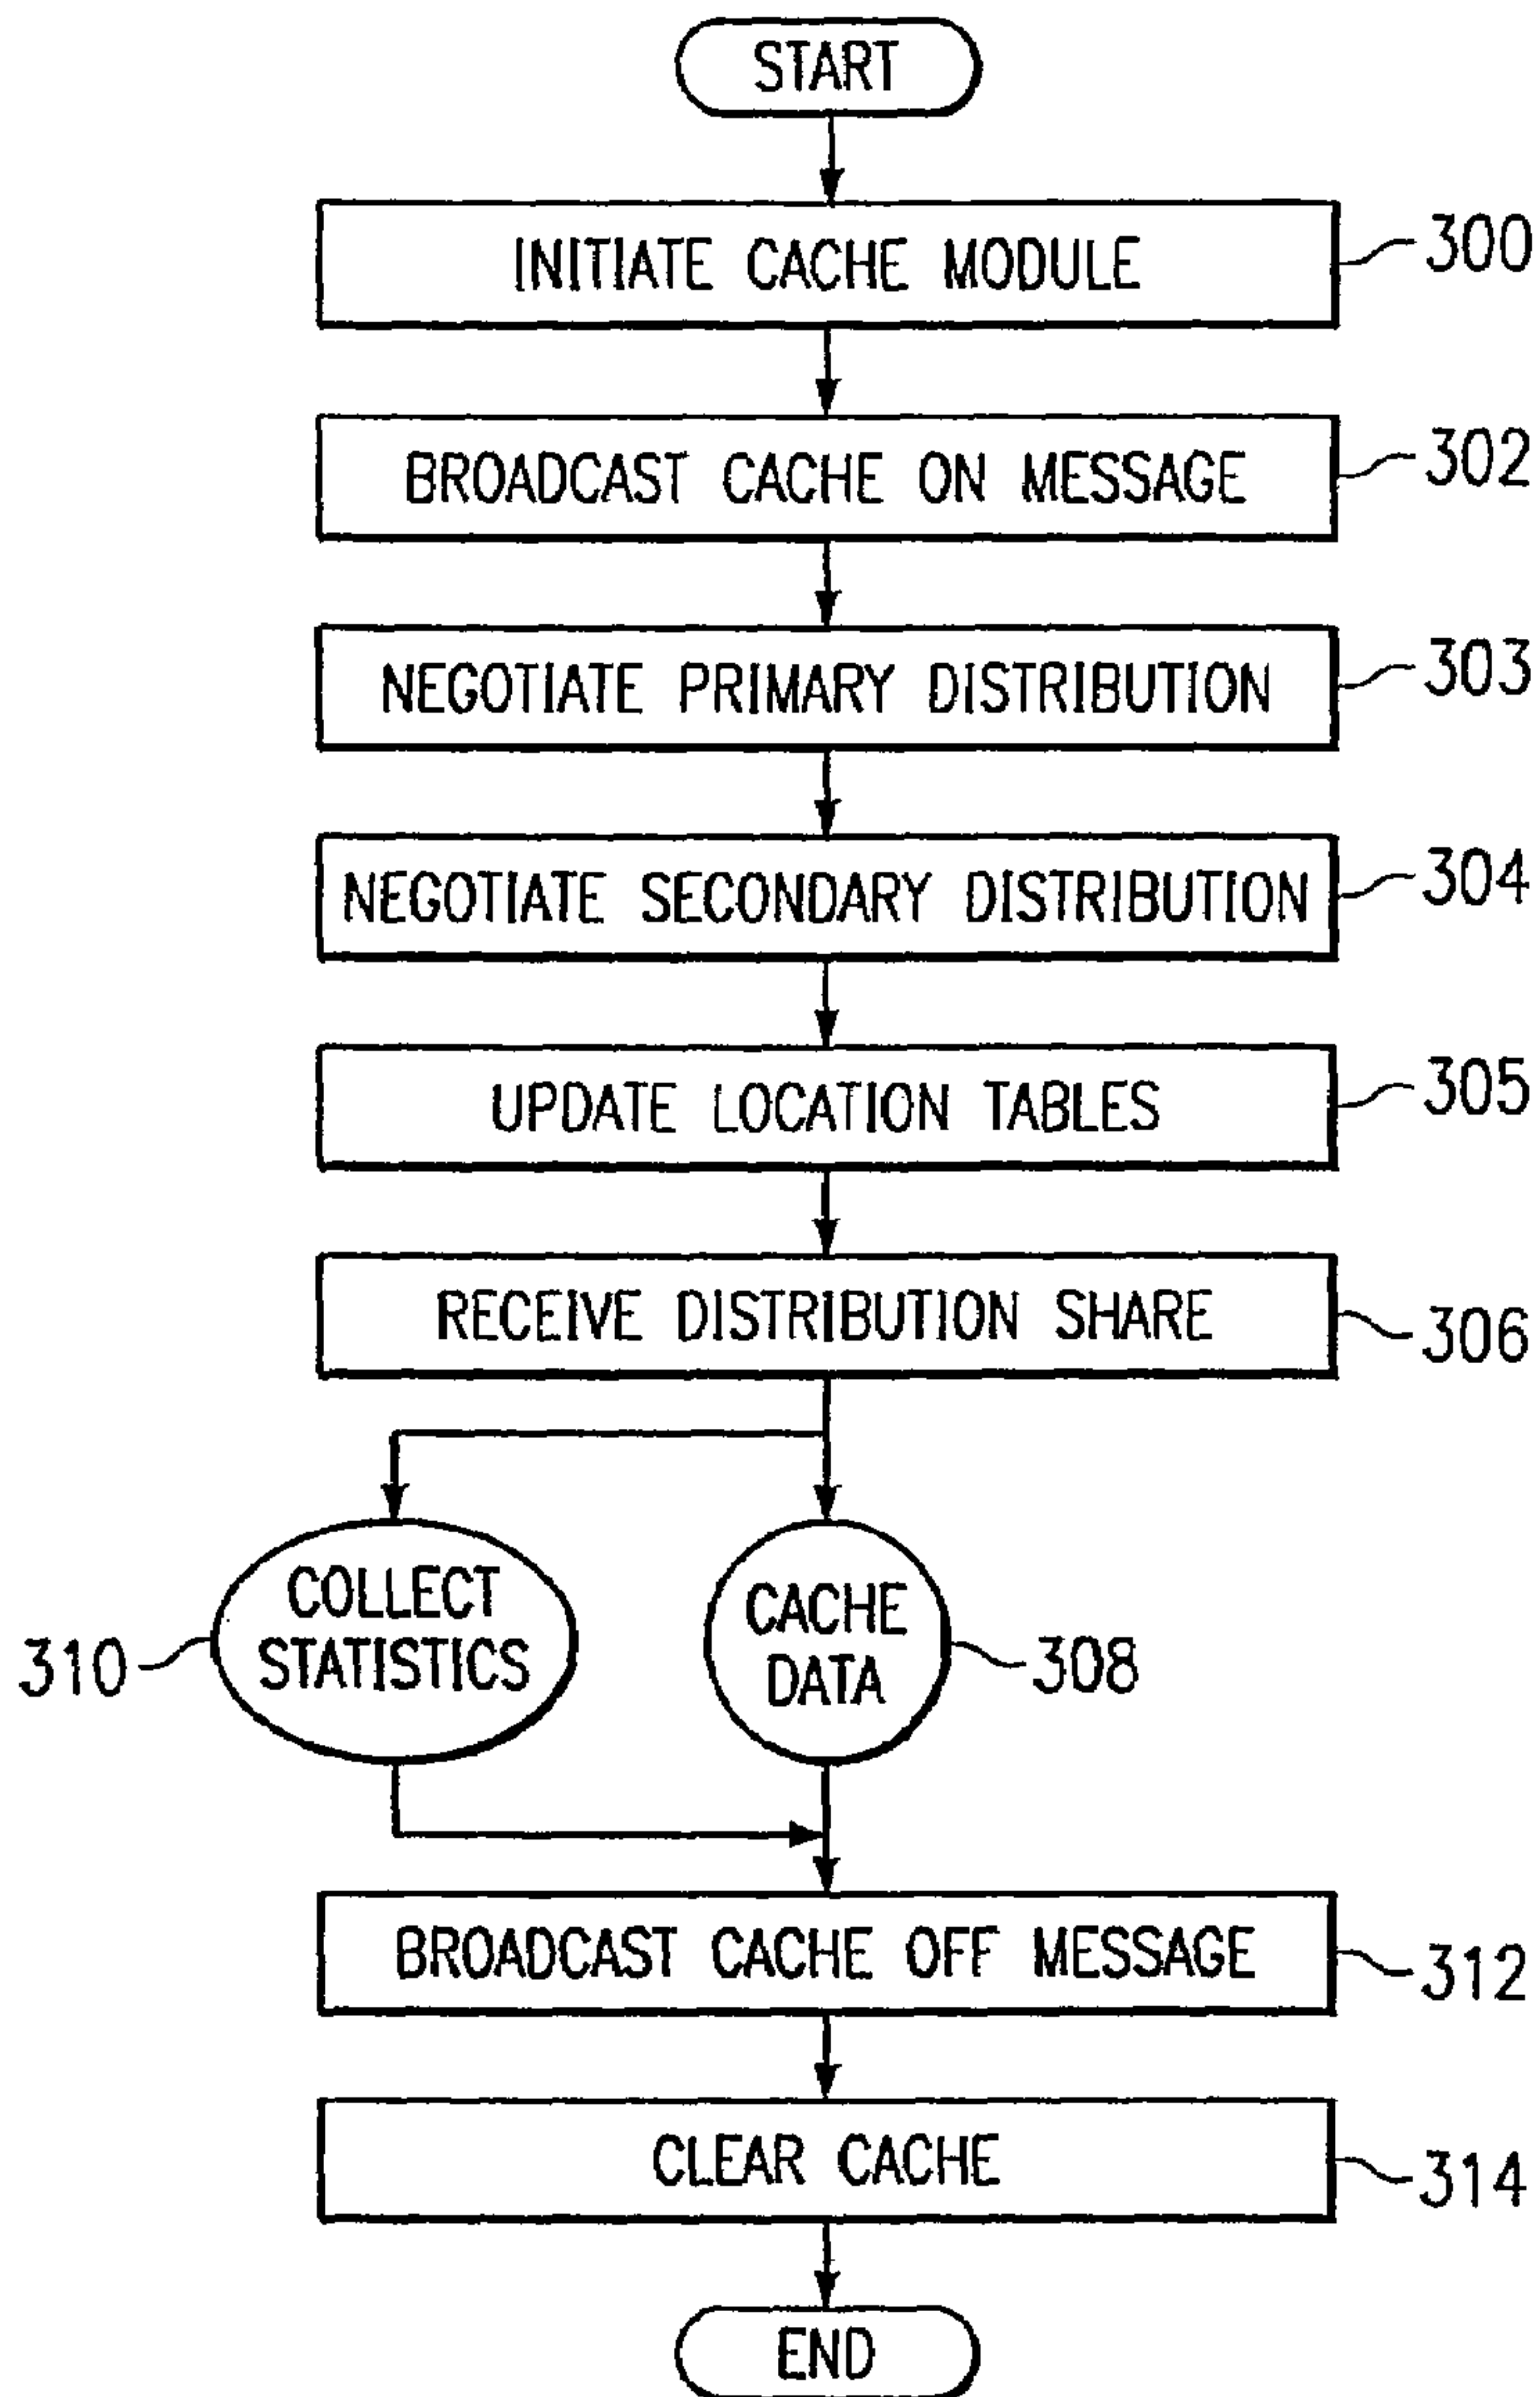 START
INITIATE CACHE MODULE
300
BROADCAST CACHE ON MESSAGE
302
NEGOTIATE PRIMARY DISTRIBUTION
303
NEGOTIATE SECONDARY DISTRIBUTION
304
UPDATE LOCATION TABLES
305
RECEIVE DISTRIBUTION SHARE
306
COLLECT
STATISTICS
310
CACHE
DATA
308
BROADCAST CACHE OFF MESSAGE
312
CLEAR CACHE
314
END